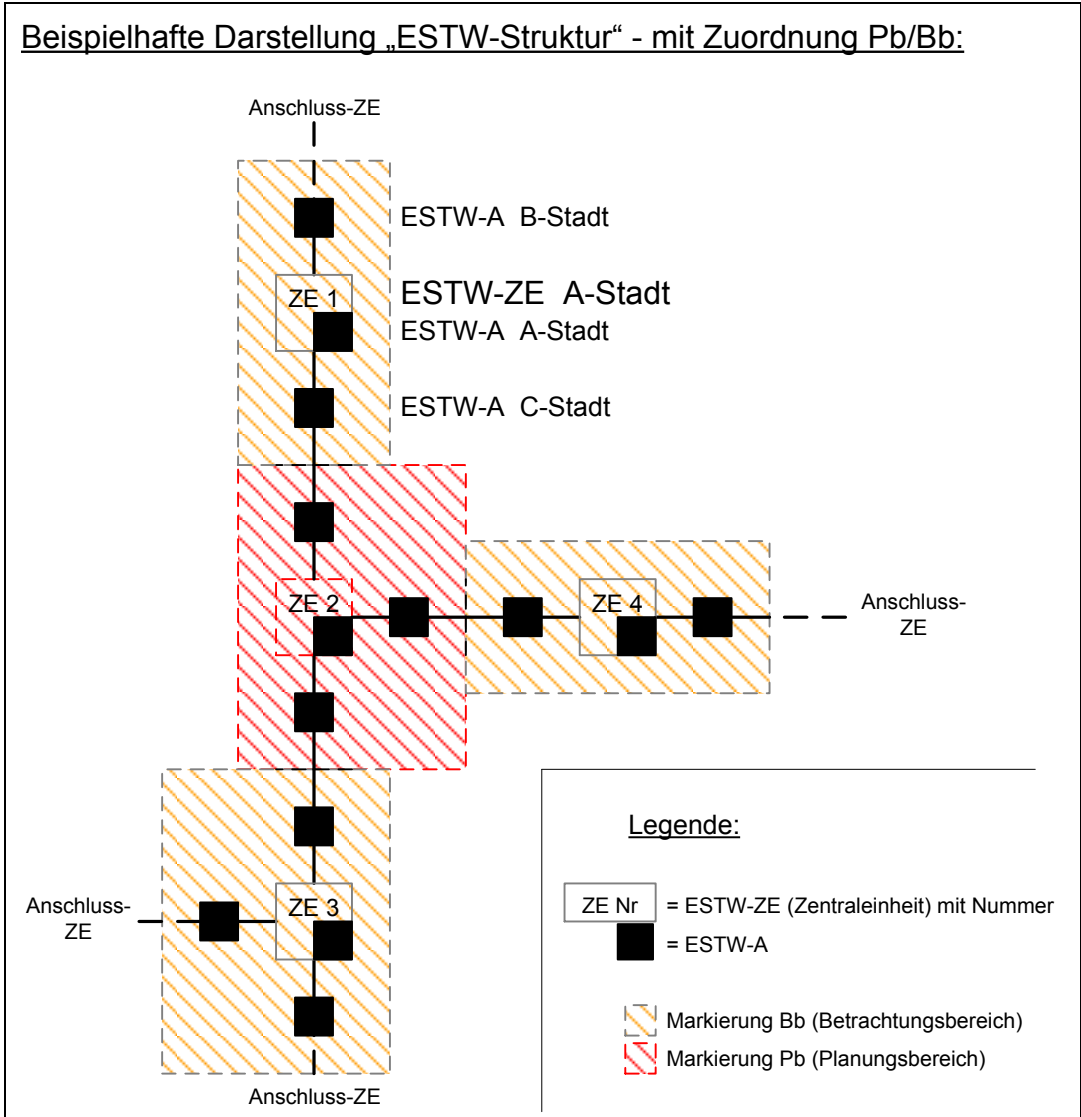 Beispielhafte Darstellung „ESTW-Struktur“ - mit Zuordnung Pb/Bb:
Anschluss-ZE
ESTW-A B-Stadt
ZE 1
ESTW-ZE A-Stadt
ESTW-A A-Stadt
ESTW-A C-Stadt
ZE 2
ZE 4
Anschluss-
ZE
ZE 3
Anschluss-
ZE
Anschluss-ZE
Legende:
ZE Nr = ESTW-ZE (Zentraleinheit) mit Nummer
= ESTW-A
Markierung Bb (Betrachtungsbereich)
Markierung Pb (Planungsbereich)